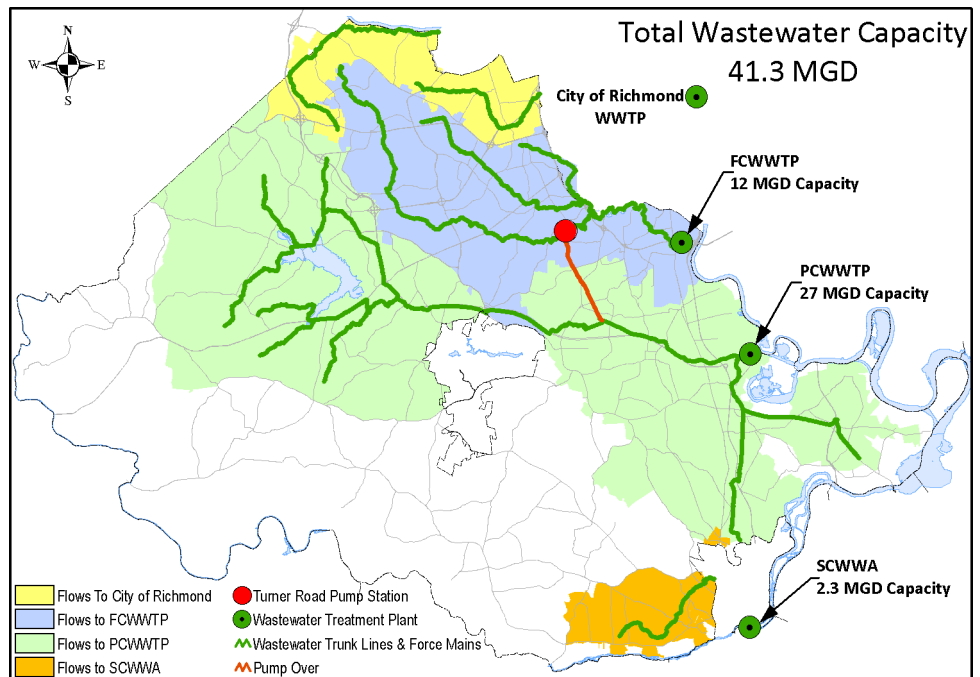 Total Wastewater Capacity
41.3 MGD
N
W
E
S
City of Richmond
WWTP
FCWWTP
12 MGD Capacity
PCWWTP
27 MGD Capacity
SCWWA
2.3 MGD Capacity
Flows To City of Richmond
Flows to FCWWTP
Flows to PCWWTP
Flows to SCWWA
Turner Road Pump Station
Wastewater Treatment Plant
Wastewater Trunk Lines & Force Mains
Pump Over